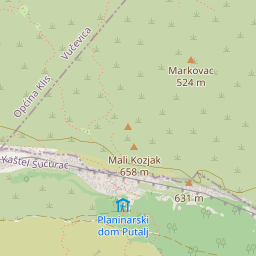 Vučevica
Općina Klis
Markovac
524 m
Kaštel Sućurac
Mali Kozjak
658 m
631 m
Planinarski
dom Putalj